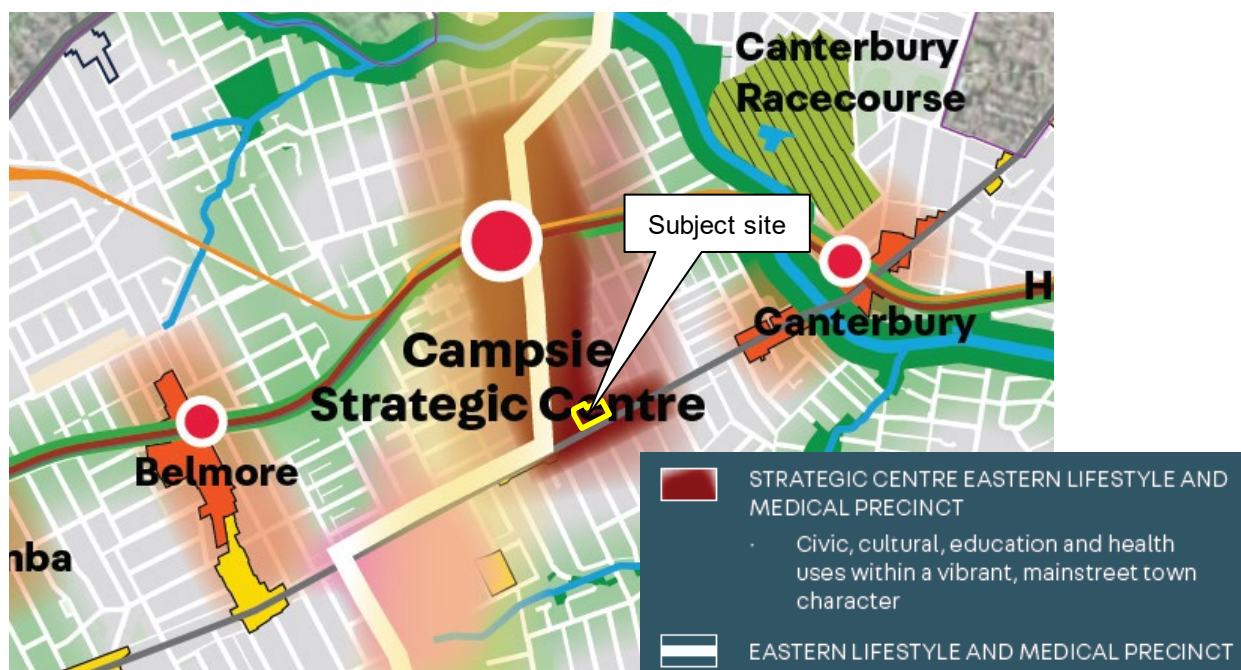 Canterbury
Racecourse
Subject site
H
Canterbury
Campsie
Strategic Centre
Belmore
nba
STRATEGIC CENTRE EASTERN LIFESTYLE AND
MEDICAL PRECINCT
· Civic, cultural, education and health
uses within a vibrant, mainstreet town
character
EASTERN LIFESTYLE AND MEDICAL PRECINCT